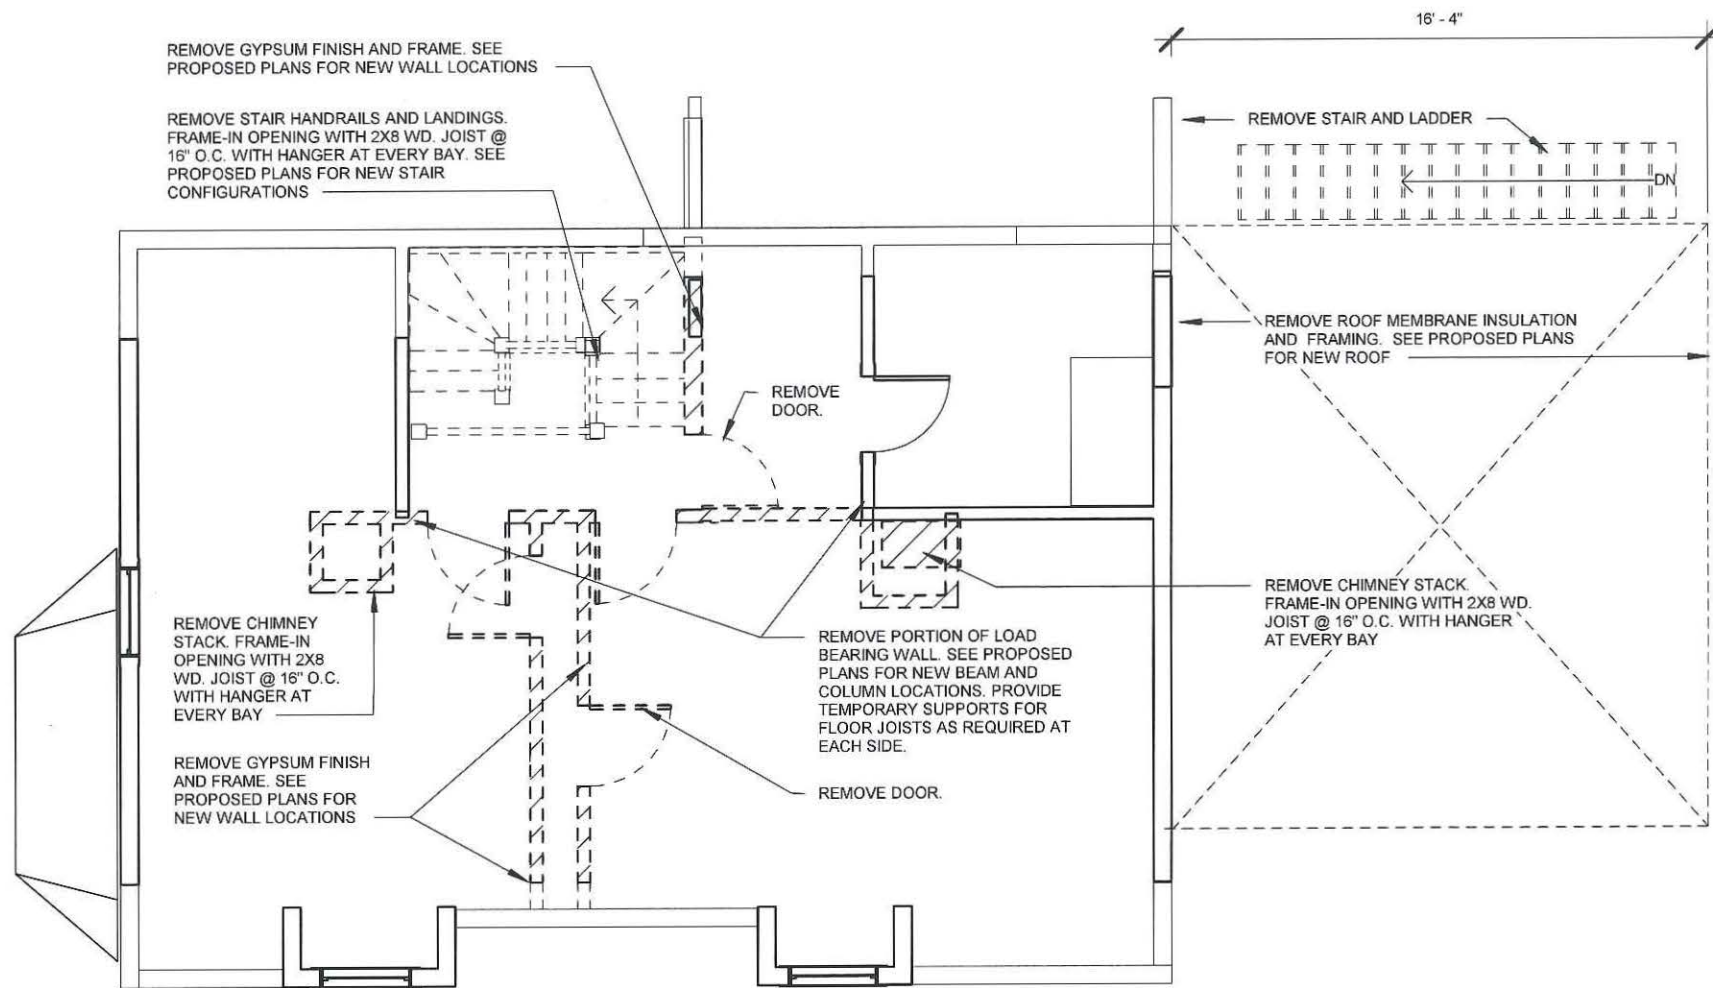 16' - 4"
REMOVE GYPSUM FINISH AND FRAME. SEE
PROPOSED PLANS FOR NEW WALL LOCATIONS
REMOVE STAIR HANDRAILS AND LANDINGS.
FRAME-IN OPENING WITH 2X8 WD. JOIST @
16" O.C. WITH HANGER AT EVERY BAY. SEE
PROPOSED PLANS FOR NEW STAIR
CONFIGURATIONS
REMOVE STAIR AND LADDER
DN
REMOVE ROOF MEMBRANE INSULATION
AND FRAMING. SEE PROPOSED PLANS
FOR NEW ROOF
REMOVE
DOOR.
REMOVE CHIMNEY STACK.
FRAME-IN OPENING WITH 2X8 WD.
JOIST @ 16" O.C. WITH HANGER
AT EVERY BAY
REMOVE CHIMNEY
STACK. FRAME-IN
OPENING WITH 2X8
WD. JOIST @ 16" O.C.
WITH HANGER AT
EVERY BAY
REMOVE PORTION OF LOAD
BEARING WALL. SEE PROPOSED
PLANS FOR NEW BEAM AND
COLUMN LOCATIONS. PROVIDE
TEMPORARY SUPPORTS FOR
FLOOR JOISTS AS REQUIRED AT
EACH SIDE.
REMOVE GYPSUM FINISH
AND FRAME. SEE
PROPOSED PLANS FOR
NEW WALL LOCATIONS
REMOVE DOOR.